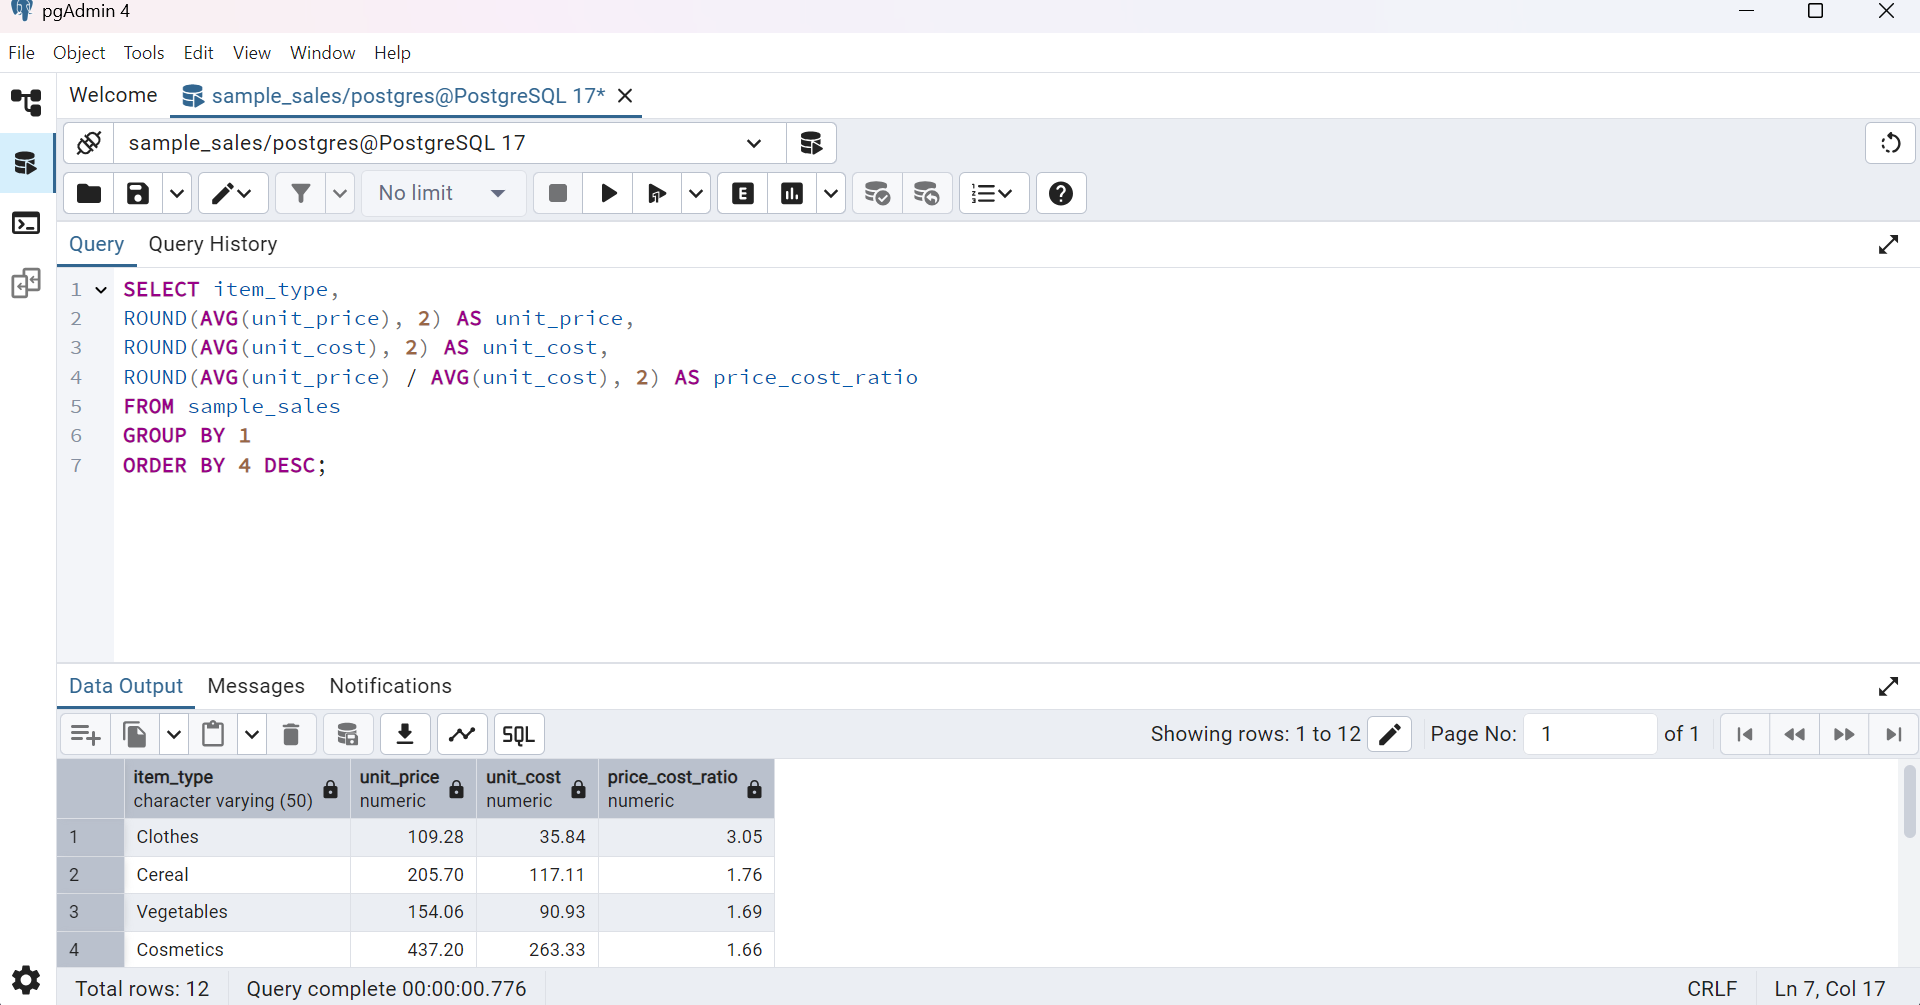 pgAdmin 4
File Object Tools Edit View Window Help
Welcome sample_sales/postgres@PostgreSQL 17*
sample_sales/postgres@PostgreSQL 17
No limit E
Query Query History
1 SELECT item_type,
2 ROUND(AVG(unit_price), 2) AS unit_price,
3 ROUND(AVG(unit_cost), 2) AS unit_cost,
4 ROUND(AVG(unit_price) / AVG(unit_cost), 2) AS price_cost_ratio
5 FROM sample_sales
6 GROUP BY 1
7 ORDER BY 4 DESC;
Data Output Messages Notifications
SQL Showing rows: 1 to 12 Page No: 1 of 1
item_type unit_price unit_cost price_cost_ratio
character varying (50) numeric numeric numeric
1 Clothes 109.28 35.84 3.05
2 Cereal 205.70 117.11 1.76
3 Vegetables 154.06 90.93 1.69
4 Cosmetics 437.20 263.33 1.66
Total rows: 12 Query complete 00:00:00.776 CRLF Ln 7, Col 17